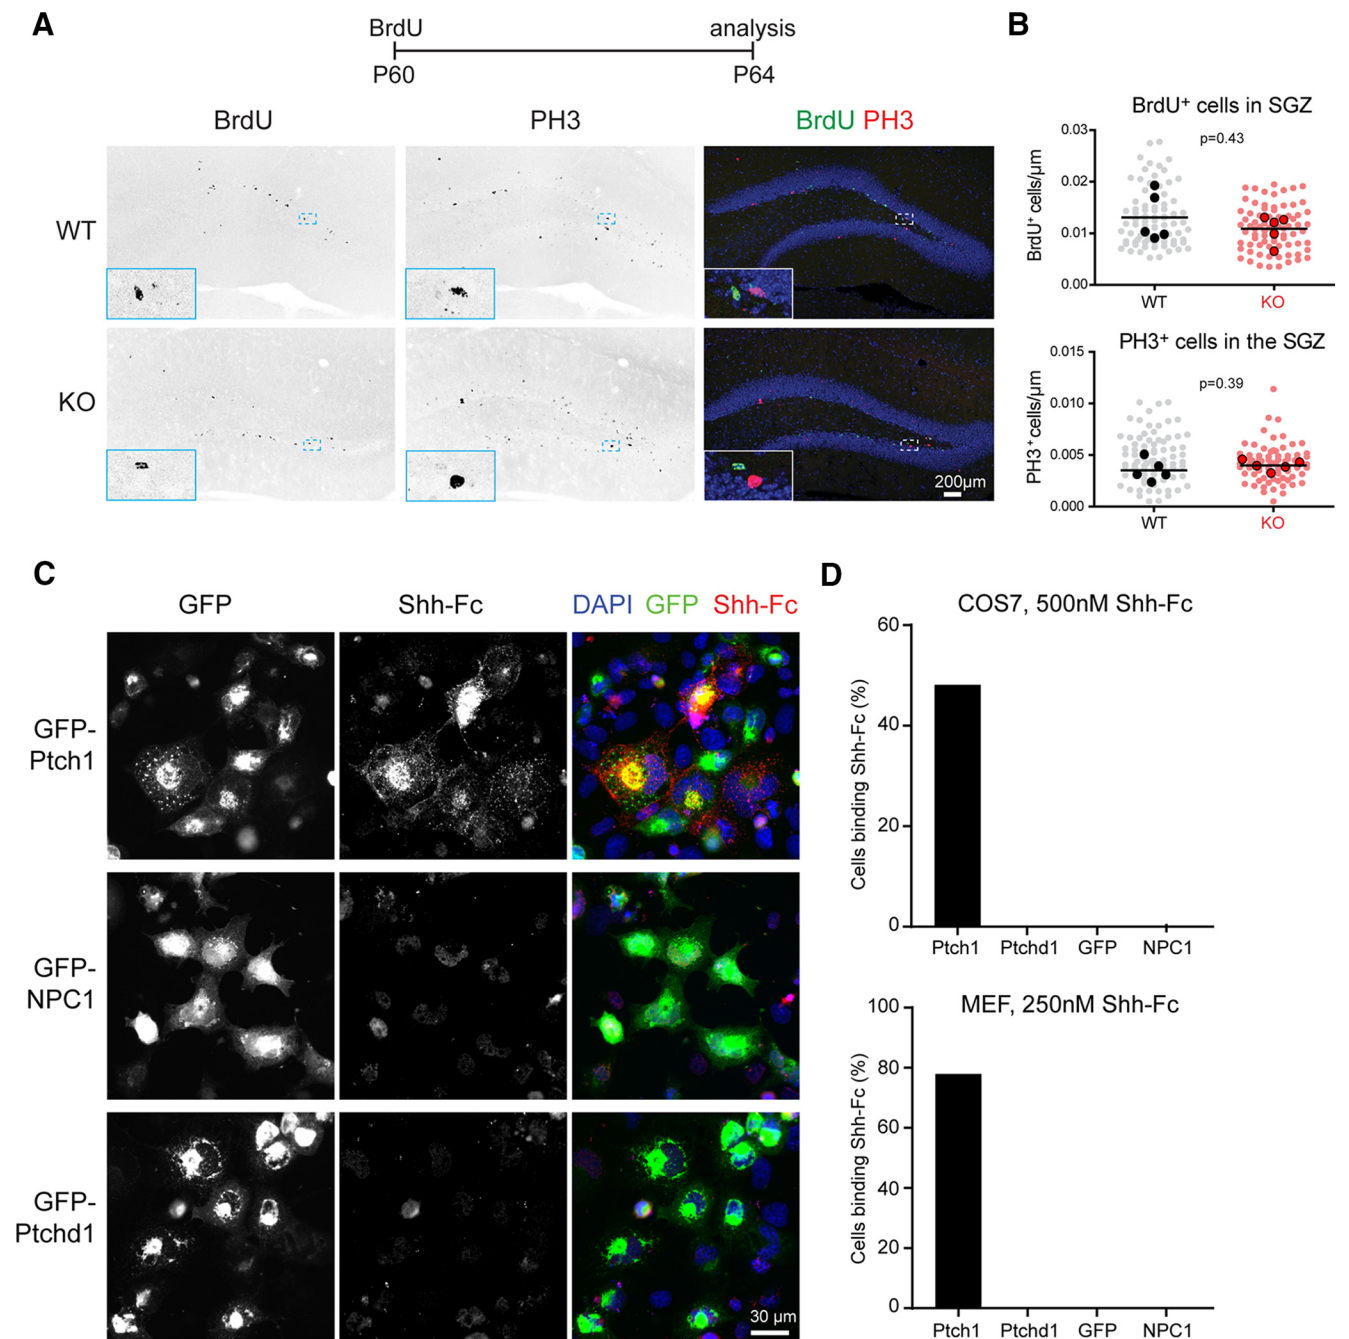 A
BrdU analysis
P60 P64
BrdU PH3 BrdU PH3
WT
KO
200µm
B
BrdU⁺ cells in SGZ
p=0.43
BrdU⁺ cells/µm
0.03
0.02
0.01
0.00
WT KO
PH3⁺ cells in the SGZ
p=0.39
PH3⁺ cells/µm
0.015
0.010
0.005
0.000
WT KO
C
GFP Shh-Fc DAPI GFP Shh-Fc
GFP-
Ptch1
GFP-
NPC1
GFP-
Ptchd1
30 µm
D
COS7, 500nM Shh-Fc
Cells binding Shh-Fc (%)
60
40
20
0
Ptch1 Ptchd1 GFP NPC1
MEF, 250nM Shh-Fc
Cells binding Shh-Fc (%)
100
80
60
40
20
0
Ptch1 Ptchd1 GFP NPC1